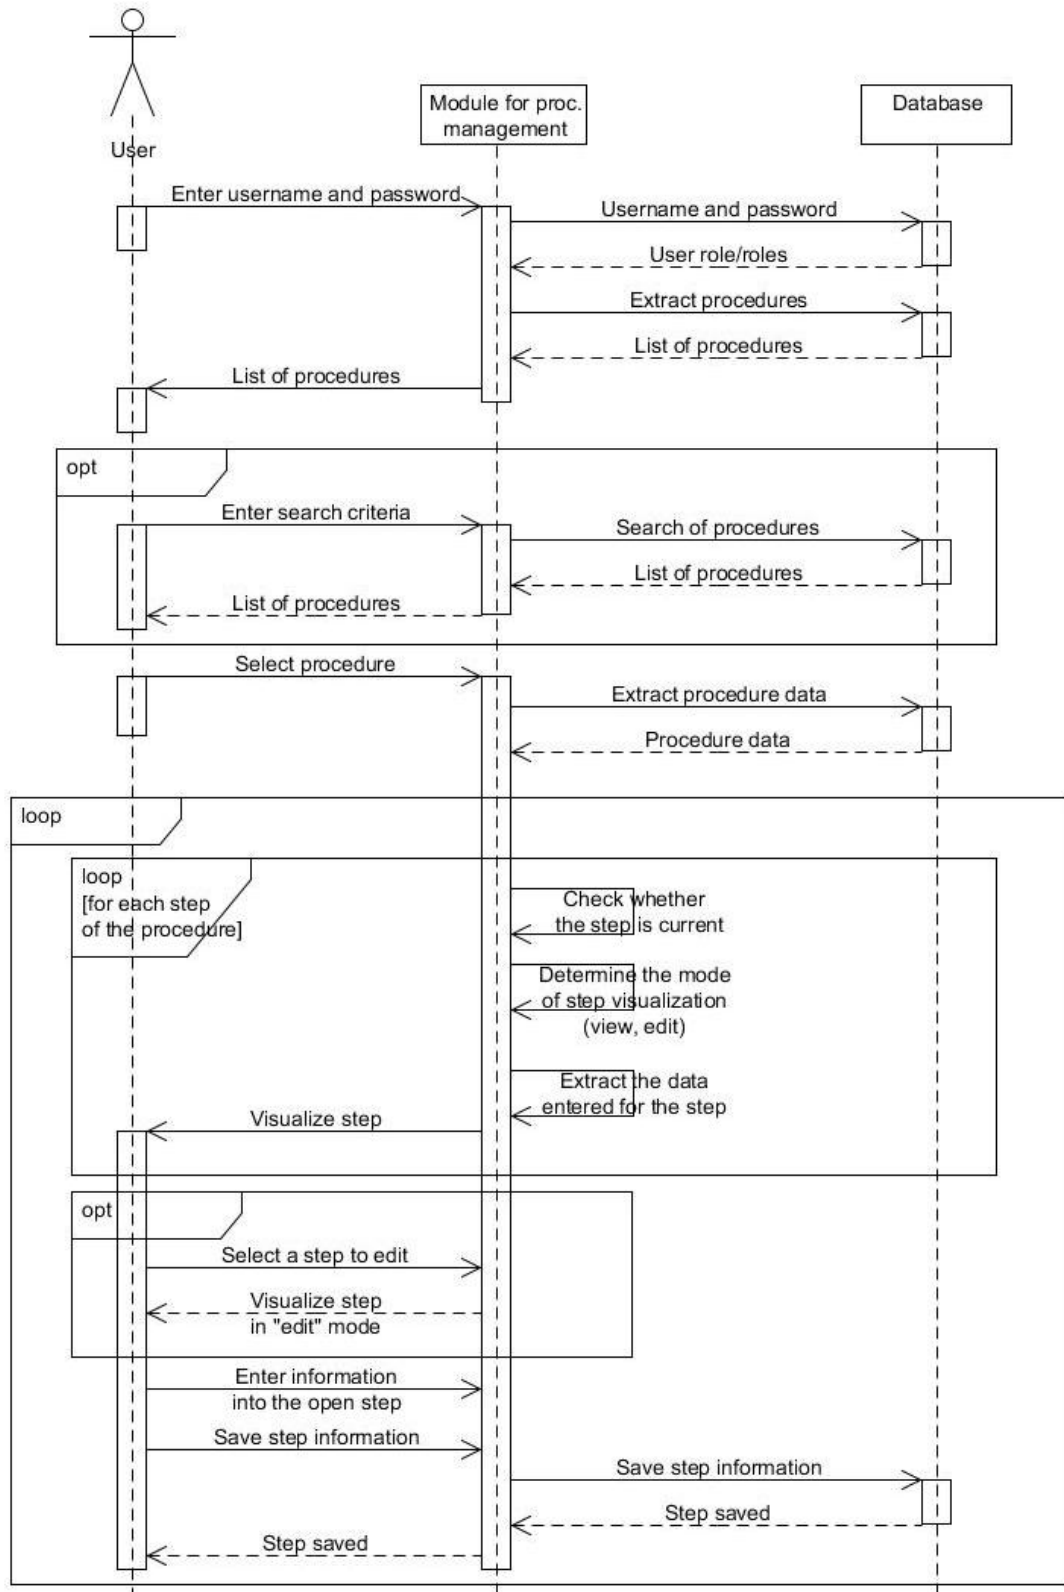 User
Module for proc.
management
Database
Enter username and password
Username and password
User role/roles
Extract procedures
List of procedures
List of procedures
opt
Enter search criteria
Search of procedures
List of procedures
List of procedures
Select procedure
Extract procedure data
Procedure data
loop
loop
[for each step
of the procedure]
Check whether
the step is current
Determine the mode
of step visualization
(view, edit)
Extract the data
entered for the step
Visualize step
opt
Select a step to edit
Visualize step
in "edit" mode
Enter information
into the open step
Save step information
Save step information
Step saved
Step saved